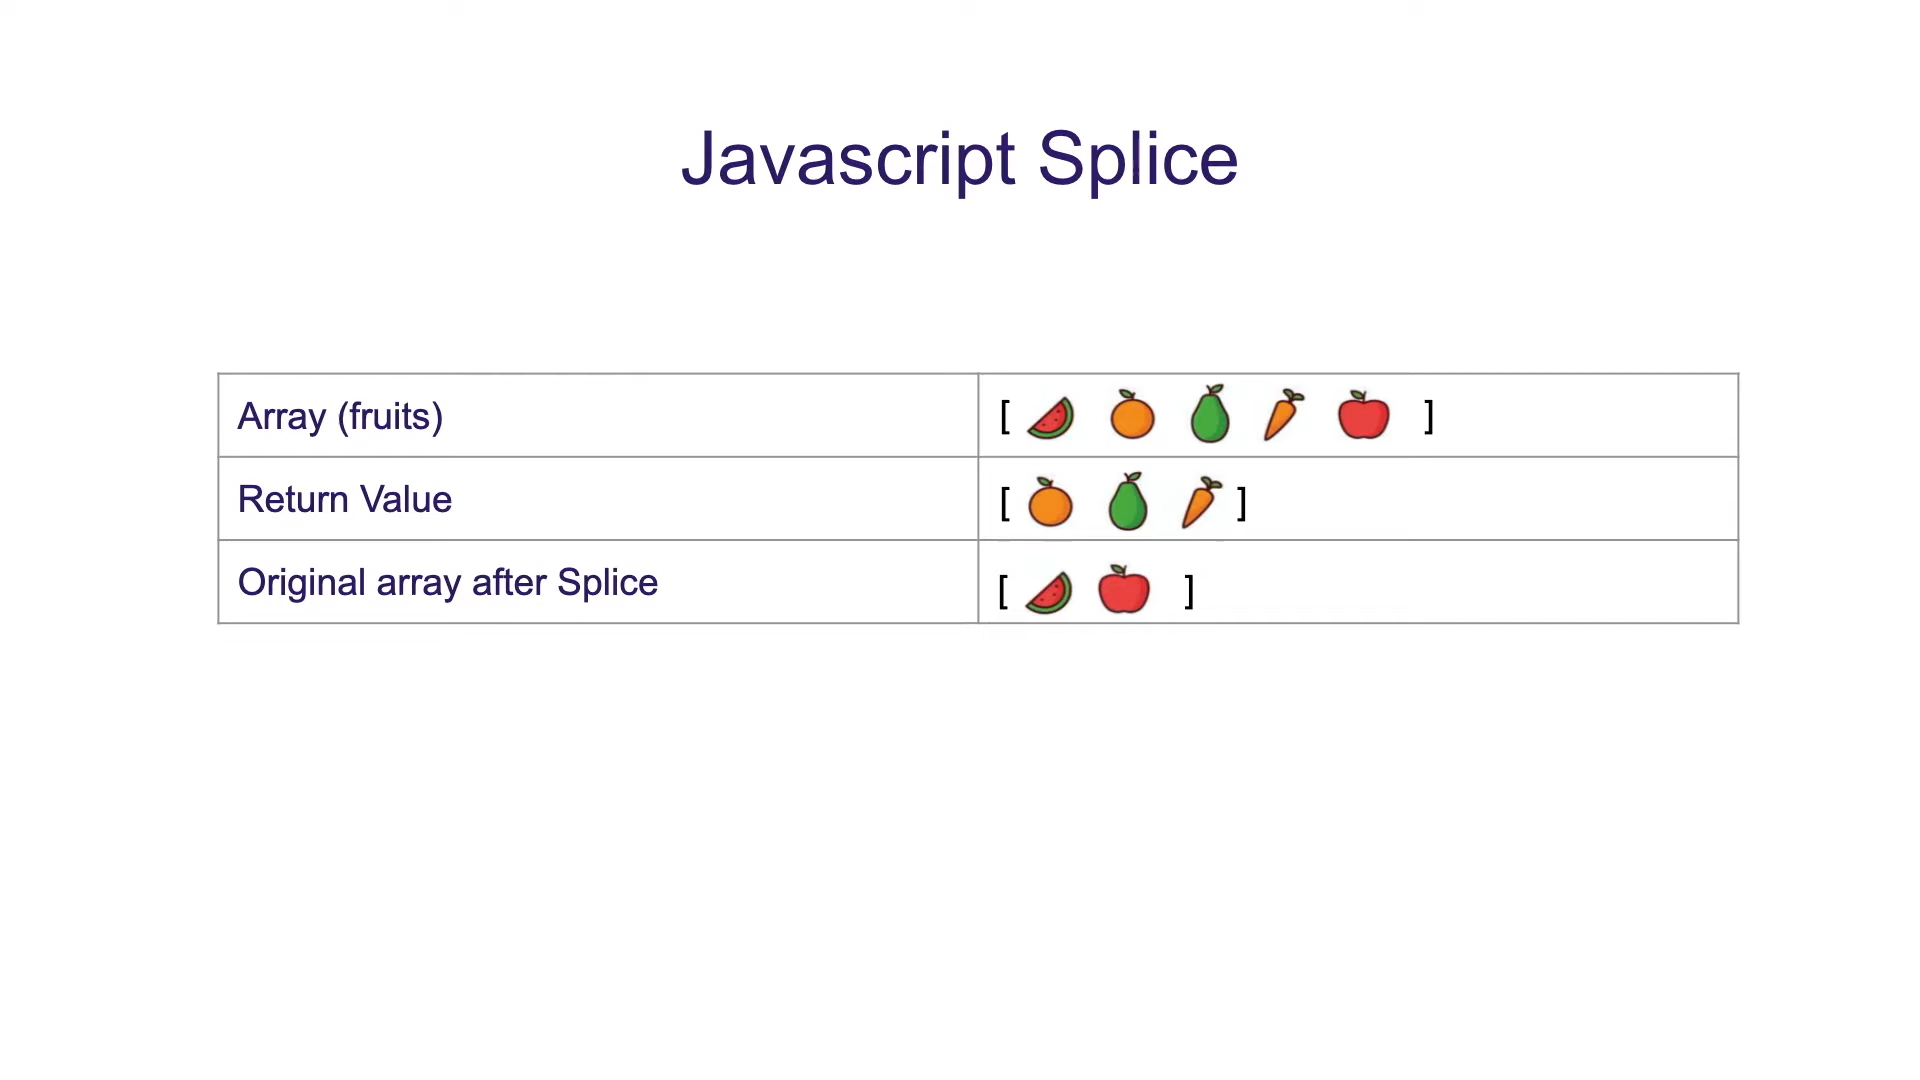 Javascript Splice
Array (fruits)
[ ]
Return Value
[ ]
Original array after Splice
[ ]